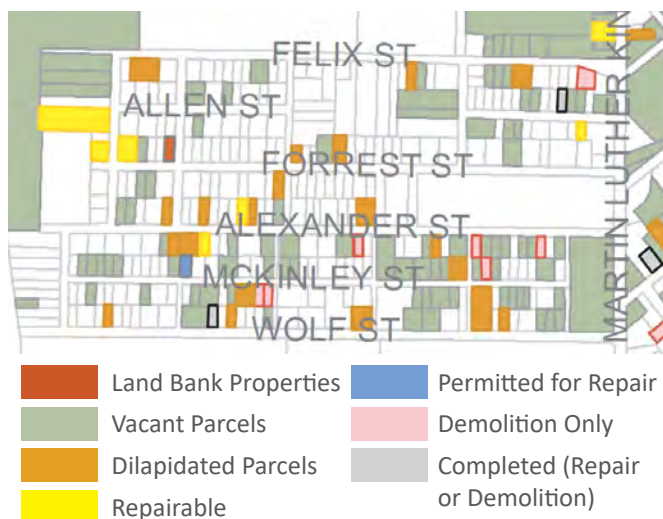 FELIX ST
ALLEN ST
FORREST ST
ALEXANDER ST
MCKINLEY ST
WOLF ST
MARTIN LUTHER KIN
Land Bank Properties
Vacant Parcels
Dilapidated Parcels
Repairable
Permitted for Repair
Demolition Only
Completed (Repair
or Demolition)